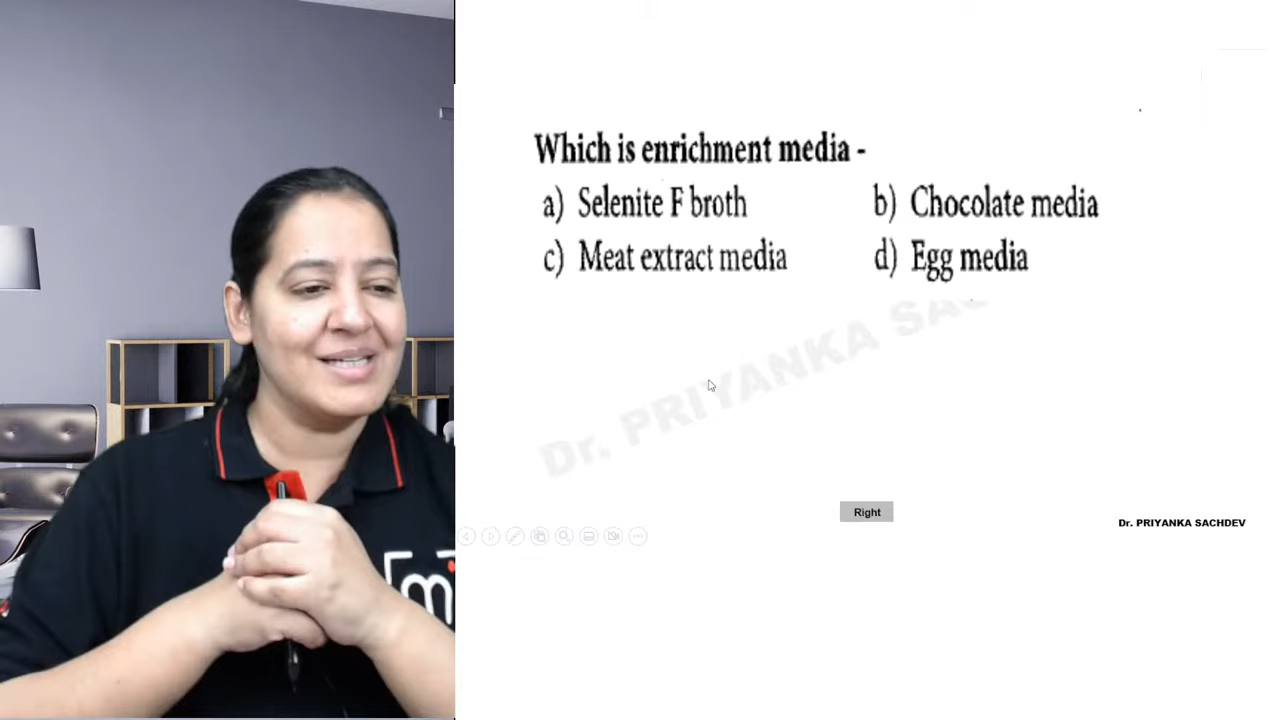 Which is enrichment media -
a) Selenite F broth
b) Chocolate media
c) Meat extract media
d) Egg media
Dr. PRIYANKA SAC
Right
Dr. PRIYANKA SACHDEV
m